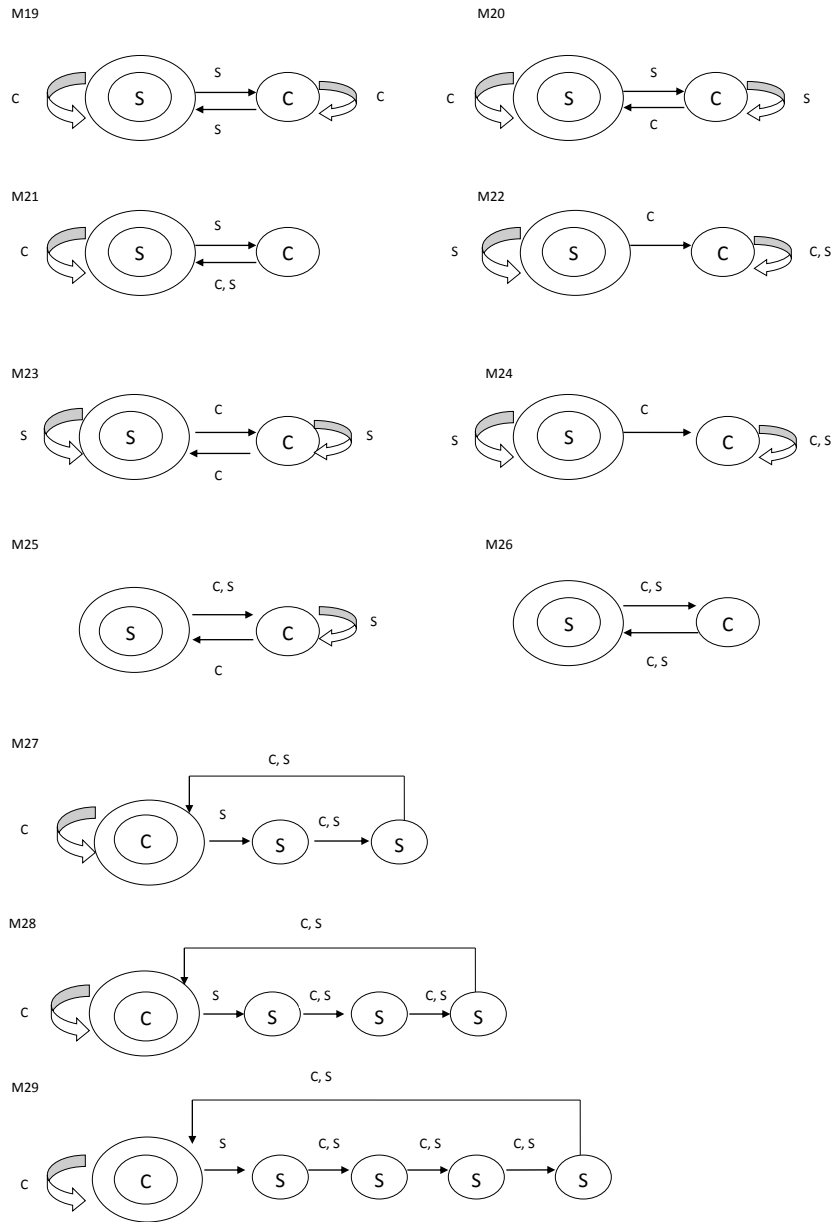 M19 M20
S S
C S C C C S C S
S C
M21 M22
S C
C S C S S C C, S
C, S
M23 M24
C C
S S C S S S C C, S
C
M25 M26
C, S C, S
S C S S C
C C, S
M27
C, S
S C, S
C C S S
M28
C, S
S C, S C, S
C C S S S
M29
C, S
S C, S C, S C, S
C C S S S S